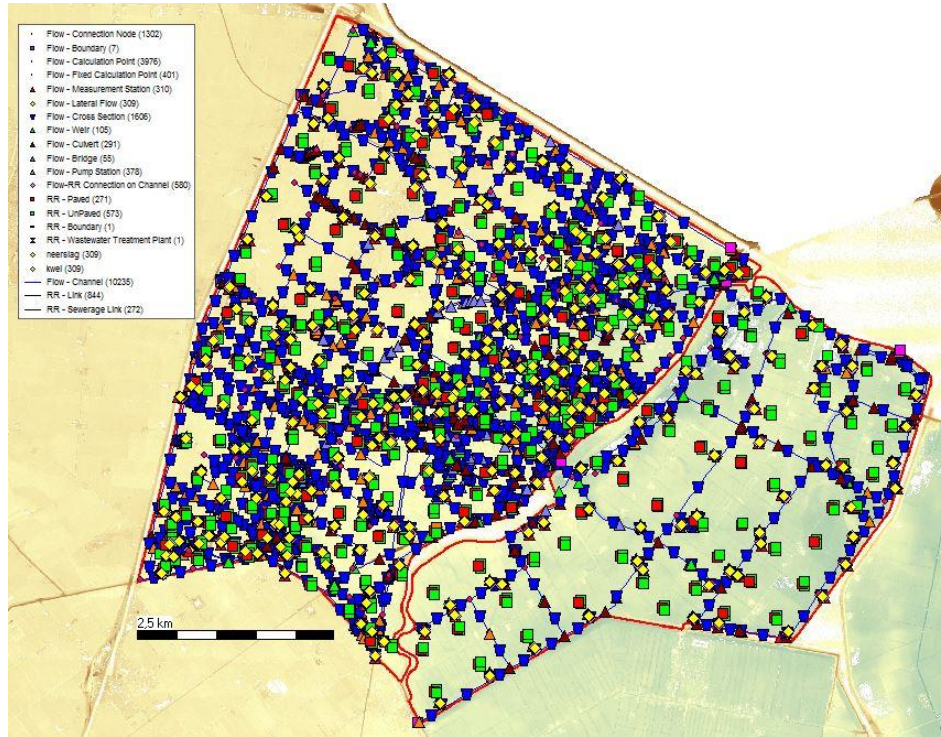 Flow - Connection Node (1302)
Flow - Boundary (7)
Flow - Calculation Point (3976)
Flow - Fixed Calculation Point (401)
Flow - Measurement Station (310)
Flow - Lateral Flow (309)
Flow - Cross Section (1606)
Flow - Weir (105)
Flow - Culvert (291)
Flow - Bridge (55)
Flow - Pump Station (378)
Flow-RR Connection on Channel (580)
RR - Paved (271)
RR - UnPaved (573)
RR - Boundary (1)
RR - Wastewater Treatment Plant (1)
neerslag (309)
kwel (309)
Flow - Channel (10235)
RR - Link (844)
RR - Sewerage Link (272)
2,5 km